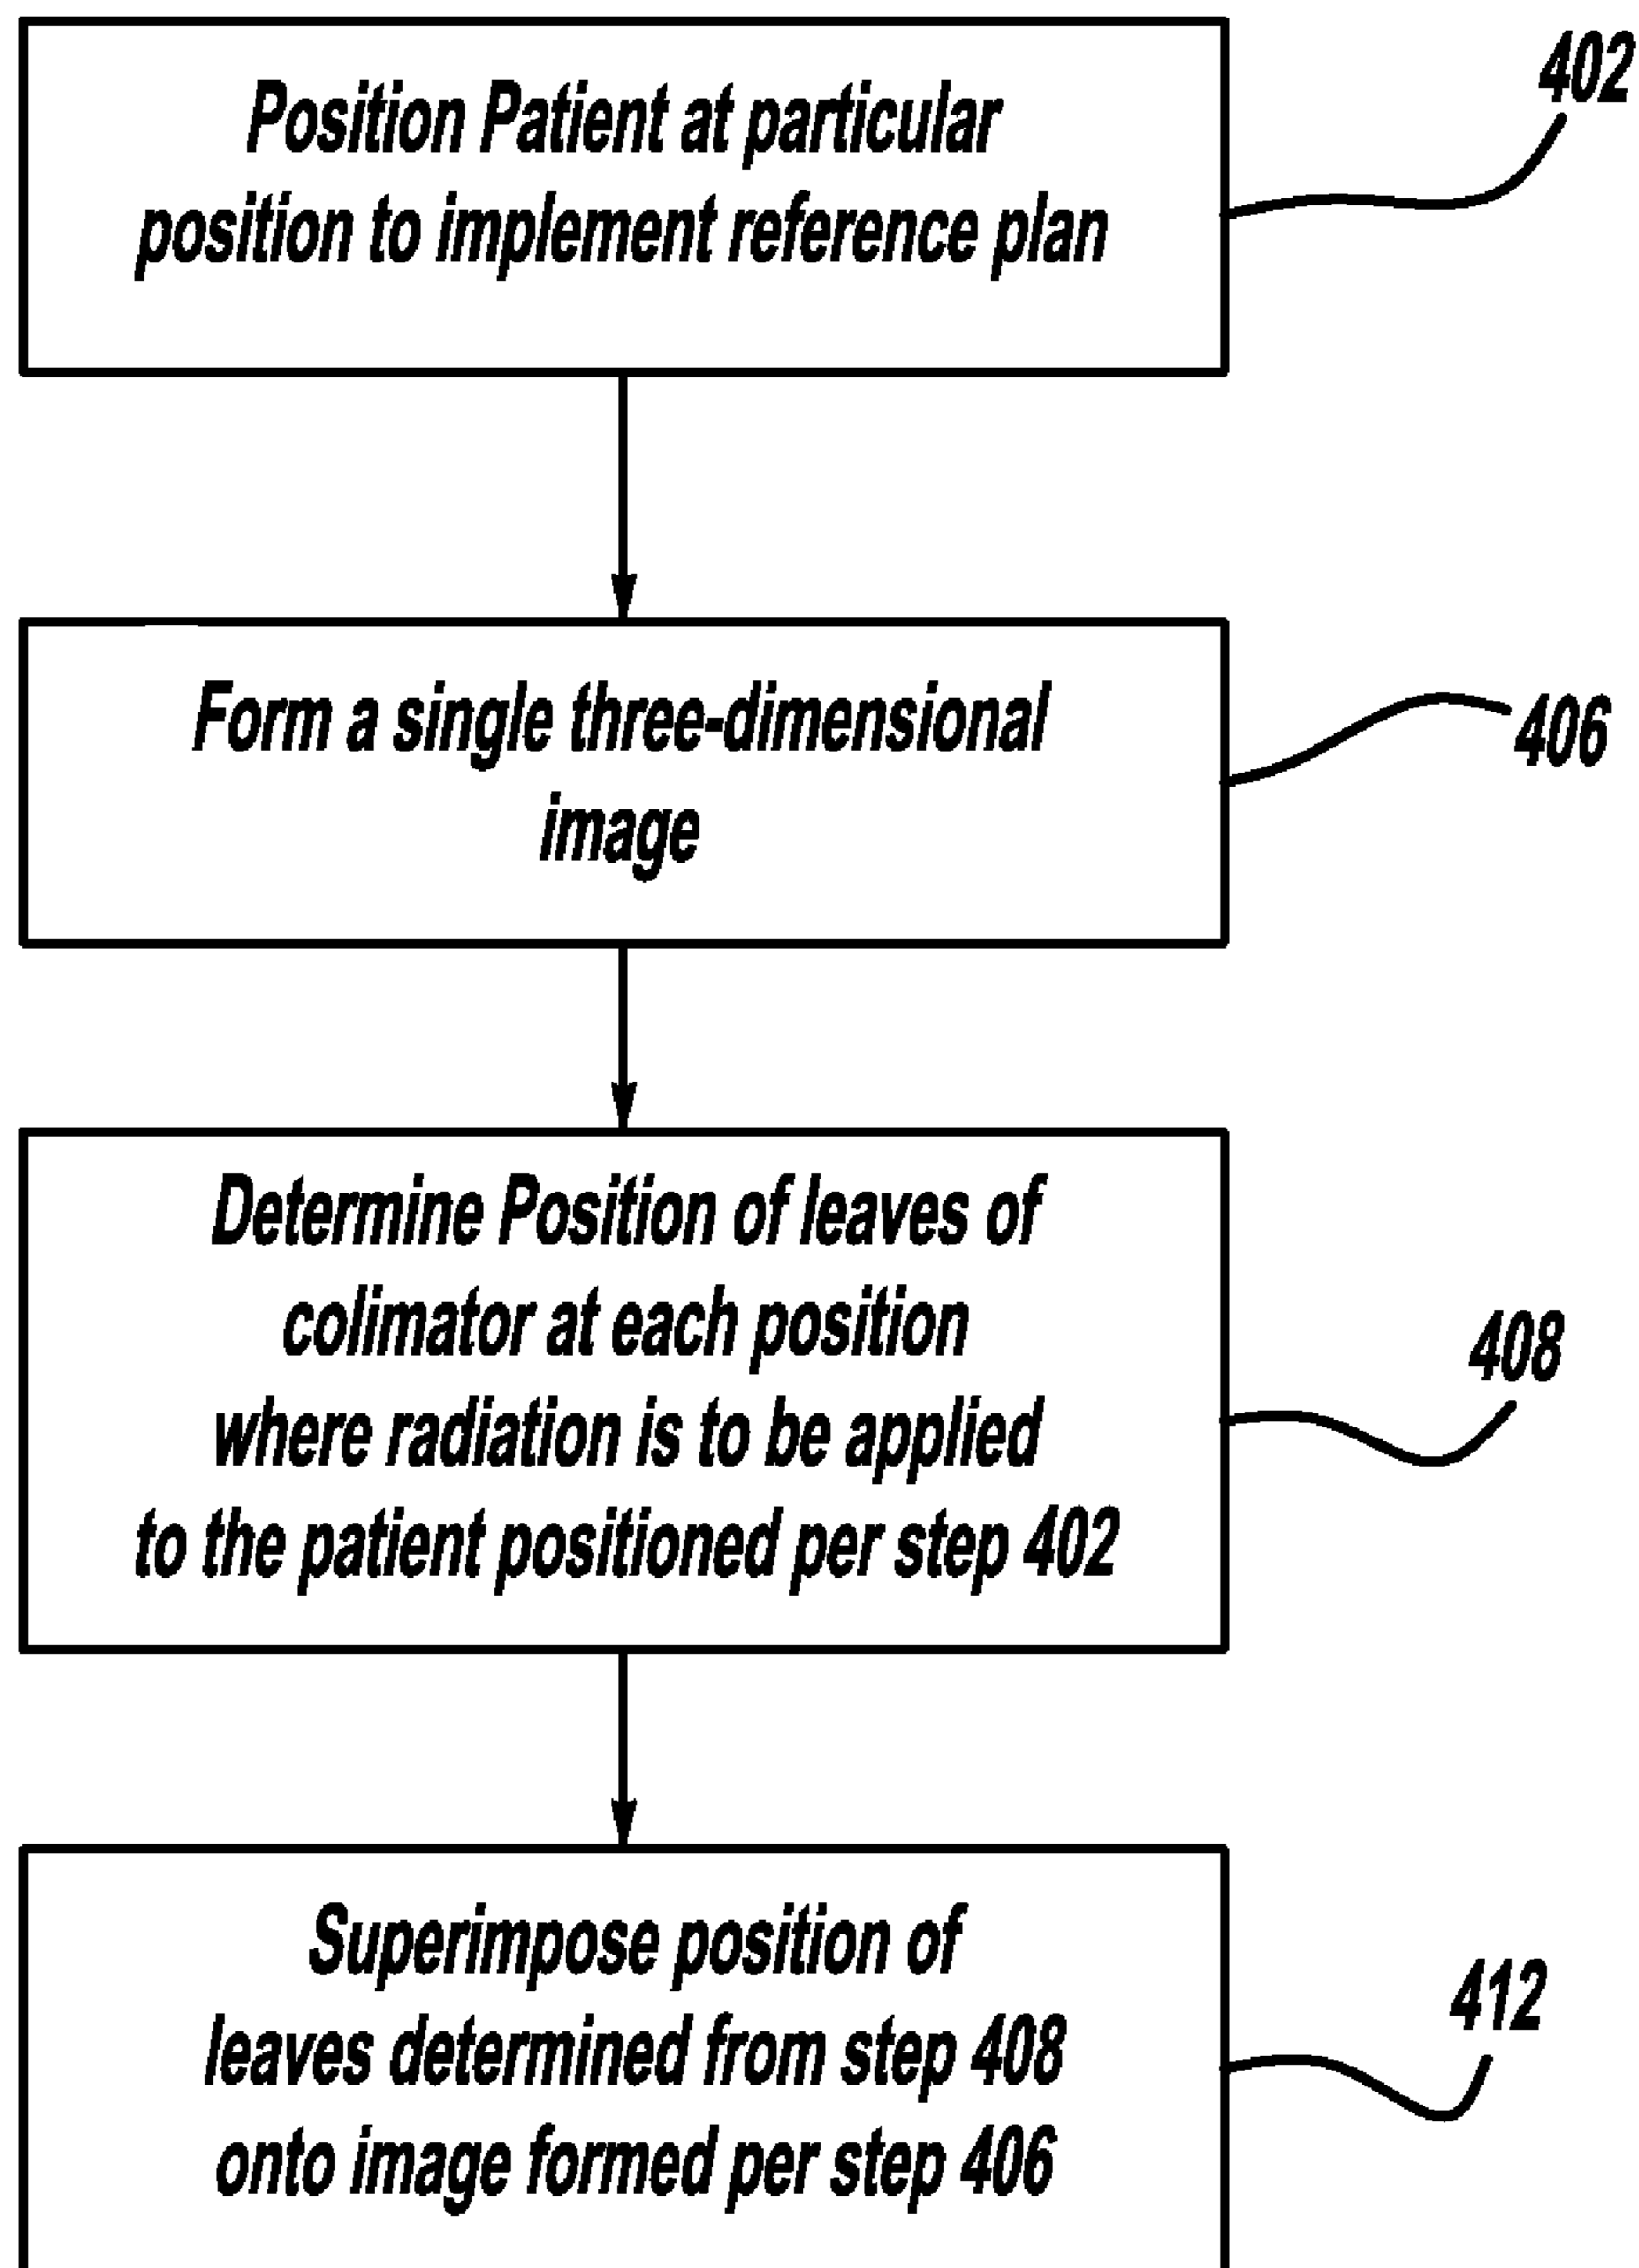 Position Patient at particular
position to implement reference plan
402
Form a single three-dimensional
image
406
Determine Position of leaves of
colimator at each position
where radiation is to be applied
to the patient positioned per step 402
408
Superimpose position of
leaves determined from step 408
onto image formed per step 406
412